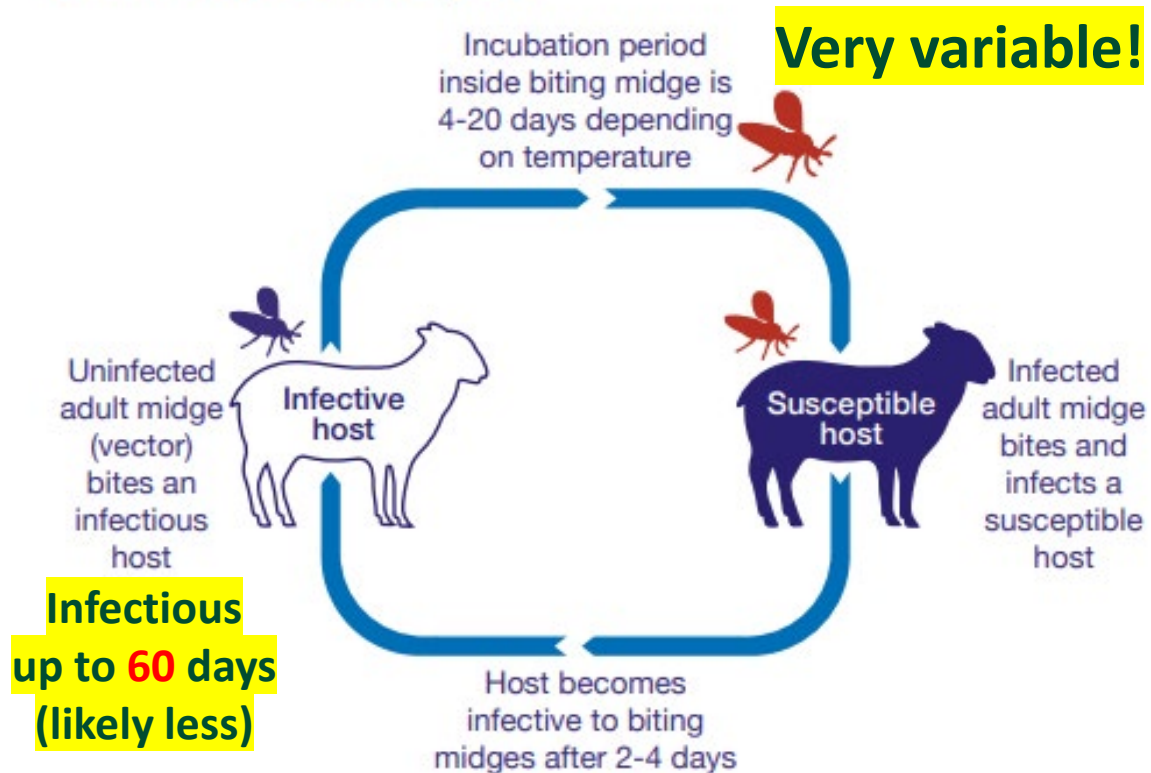 Incubation period
inside biting midge is
4-20 days depending
on temperature
Very variable!
Uninfected
adult midge
(vector)
bites an
infectious
host
Infective
host
Susceptible
host
Infected
adult midge
bites and
infects a
susceptible
host
Infectious
up to 60 days
(likely less)
Host becomes
infective to biting
midges after 2-4 days